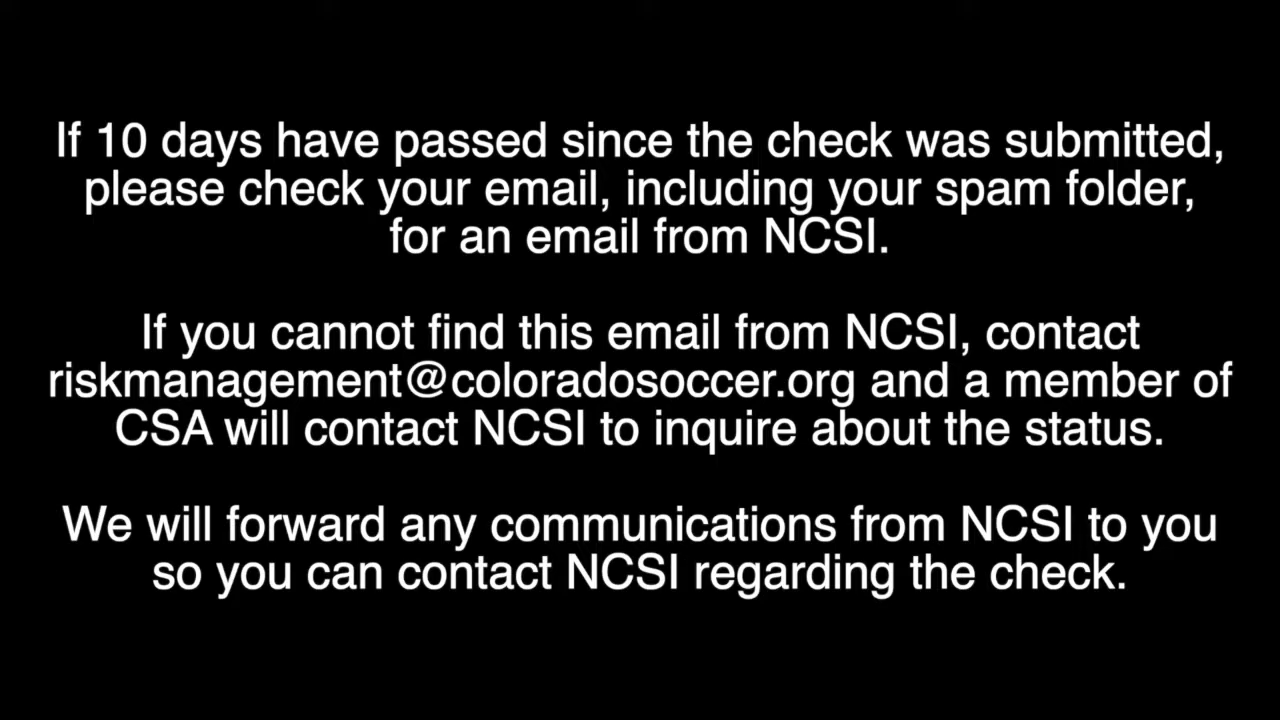 If 10 days have passed since the check was submitted,
please check your email, including your spam folder,
for an email from NCSI.
If you cannot find this email from NCSI, contact
riskmanagement@coloradosoccer.org and a member of
CSA will contact NCSI to inquire about the status.
We will forward any communications from NCSI to you
so you can contact NCSI regarding the check.